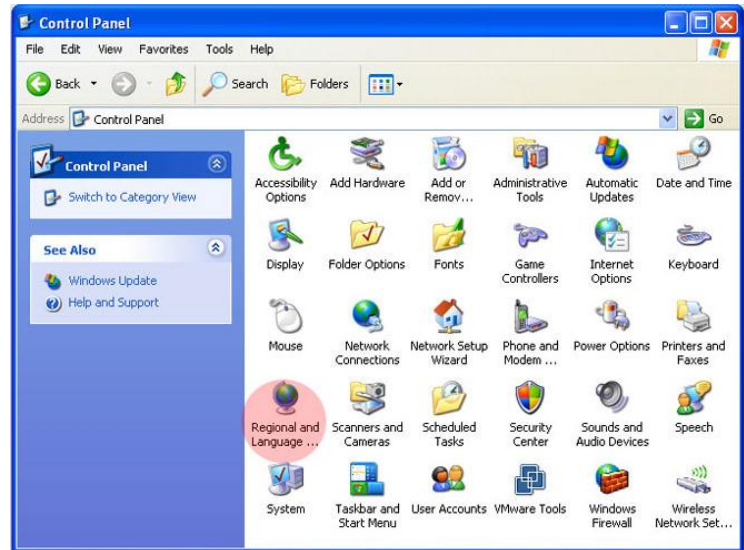 Control Panel
File Edit View Favorites Tools Help
Back Search Folders
Address Control Panel Go
Control Panel
Switch to Category View
See Also
Windows Update
Help and Support
Accessibility Options
Add Hardware
Add or Remov...
Administrative Tools
Automatic Updates
Date and Time
Display
Folder Options
Fonts
Game Controllers
Internet Options
Keyboard
Mouse
Network Connections
Network Setup Wizard
Phone and Modem ...
Power Options
Printers and Faxes
Regional and Language ...
Scanners and Cameras
Scheduled Tasks
Security Center
Sounds and Audio Devices
Speech
System
Taskbar and Start Menu
User Accounts
VMware Tools
Windows Firewall
Wireless Network Set...